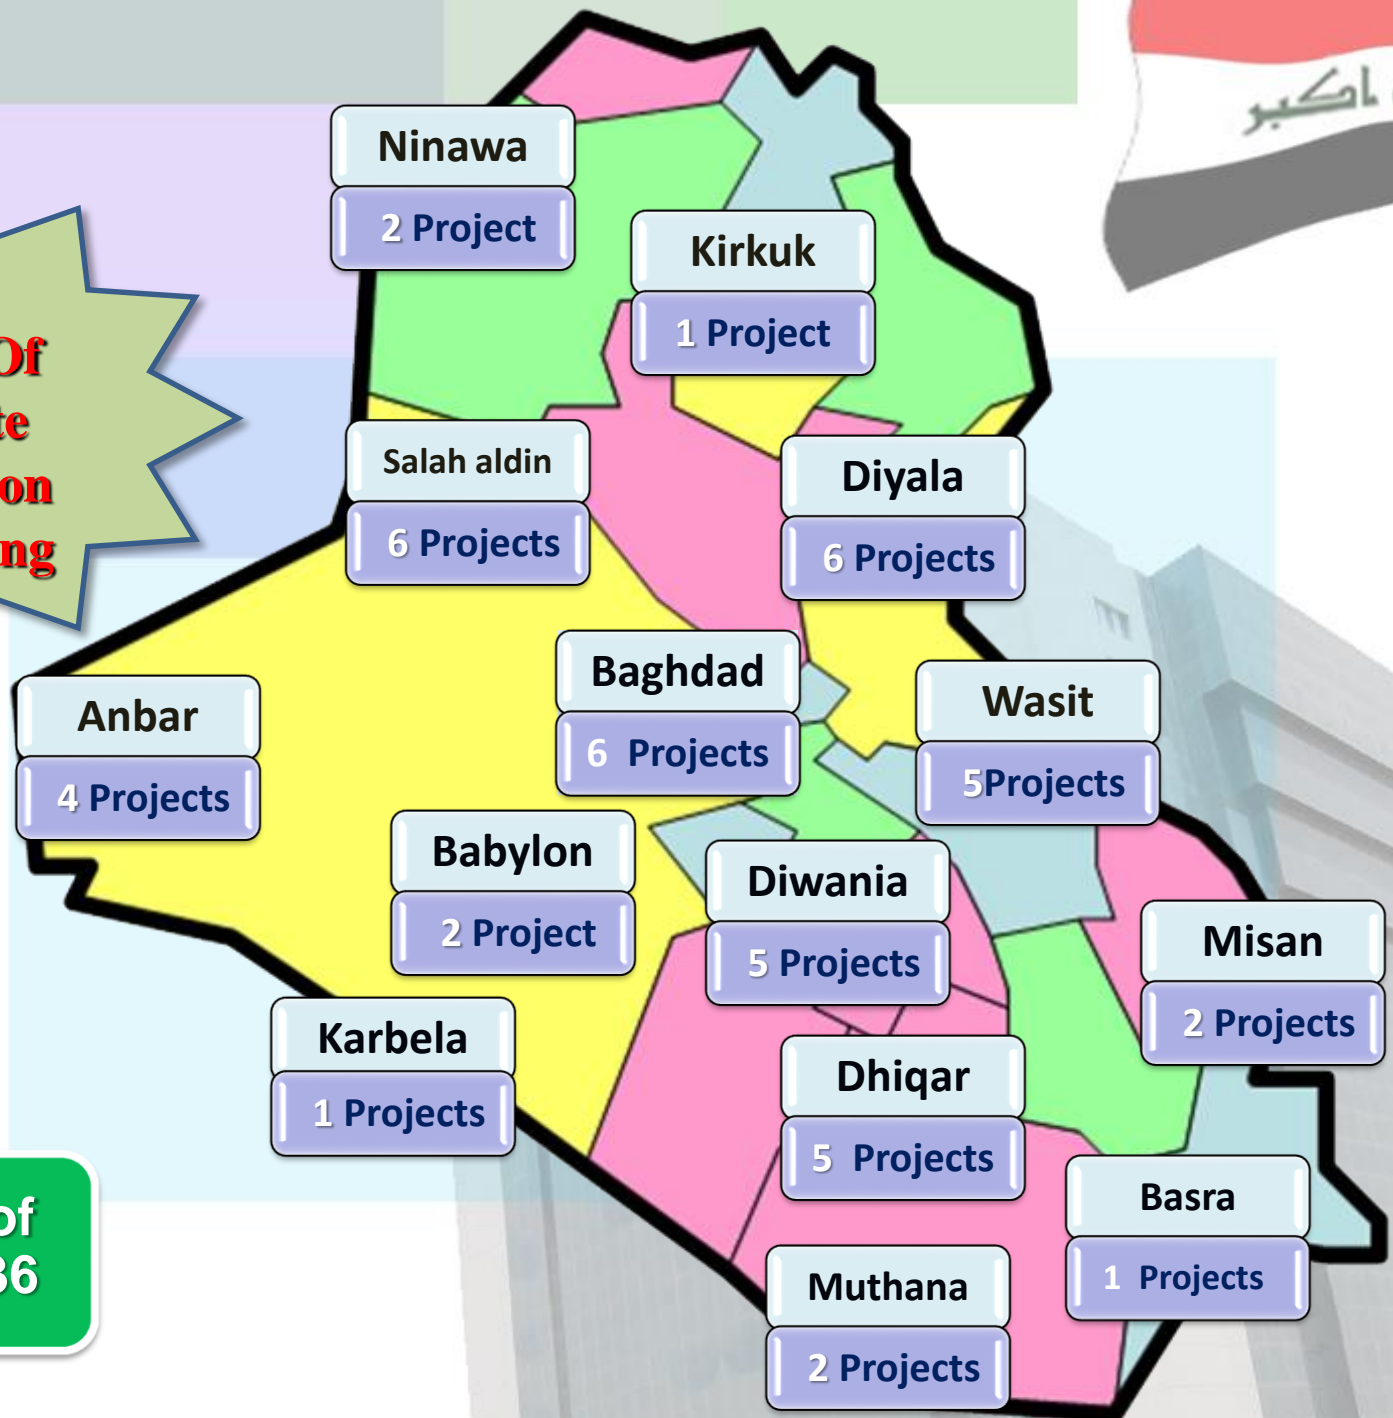 اكبر
Ninawa
2 Project
Kirkuk
1 Project
Of
on
Salah aldin
6 Projects
Diyala
6 Projects
Baghdad
6 Projects
Wasit
5Projects
Anbar
4 Projects
Babylon
2 Project
Diwania
5 Projects
Misan
2 Projects
Karbela
1 Projects
Dhiqar
5 Projects
of
36
Basra
1 Projects
Muthana
2 Projects